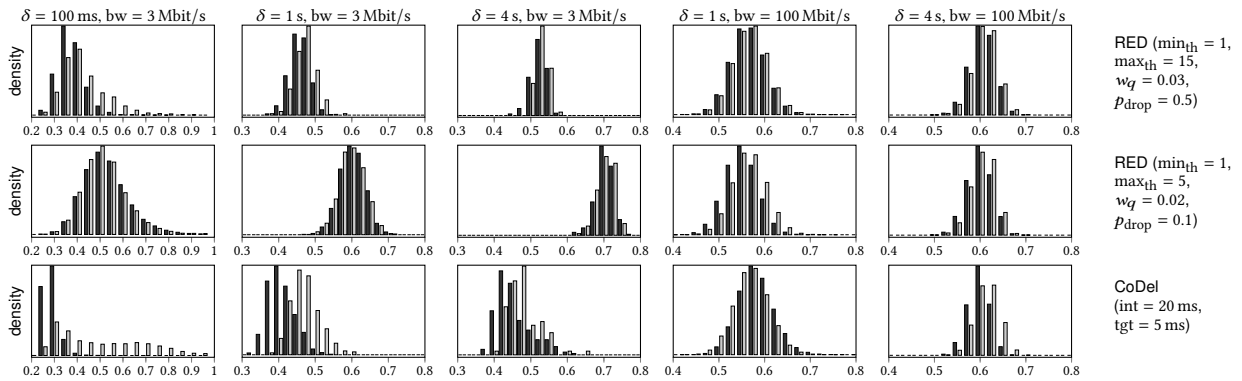 δ = 100 ms, bw = 3 Mbit/s
δ = 1 s, bw = 3 Mbit/s
δ = 4 s, bw = 3 Mbit/s
δ = 1 s, bw = 100 Mbit/s
δ = 4 s, bw = 100 Mbit/s
density
0.2 0.3 0.4 0.5 0.6 0.7 0.8 0.9 1
0.3 0.4 0.5 0.6 0.7 0.8
0.3 0.4 0.5 0.6 0.7 0.8
0.4 0.5 0.6 0.7 0.8
0.4 0.5 0.6 0.7 0.8
RED (min_th = 1,
max_th = 15,
w_q = 0.03,
p_drop = 0.5)
density
0.2 0.3 0.4 0.5 0.6 0.7 0.8 0.9 1
0.3 0.4 0.5 0.6 0.7 0.8
0.3 0.4 0.5 0.6 0.7 0.8
0.4 0.5 0.6 0.7 0.8
0.4 0.5 0.6 0.7 0.8
RED (min_th = 1,
max_th = 5,
w_q = 0.02,
p_drop = 0.1)
density
0.2 0.3 0.4 0.5 0.6 0.7 0.8 0.9 1
0.3 0.4 0.5 0.6 0.7 0.8
0.3 0.4 0.5 0.6 0.7 0.8
0.4 0.5 0.6 0.7 0.8
0.4 0.5 0.6 0.7 0.8
CoDel
(int = 20 ms,
tgt = 5 ms)